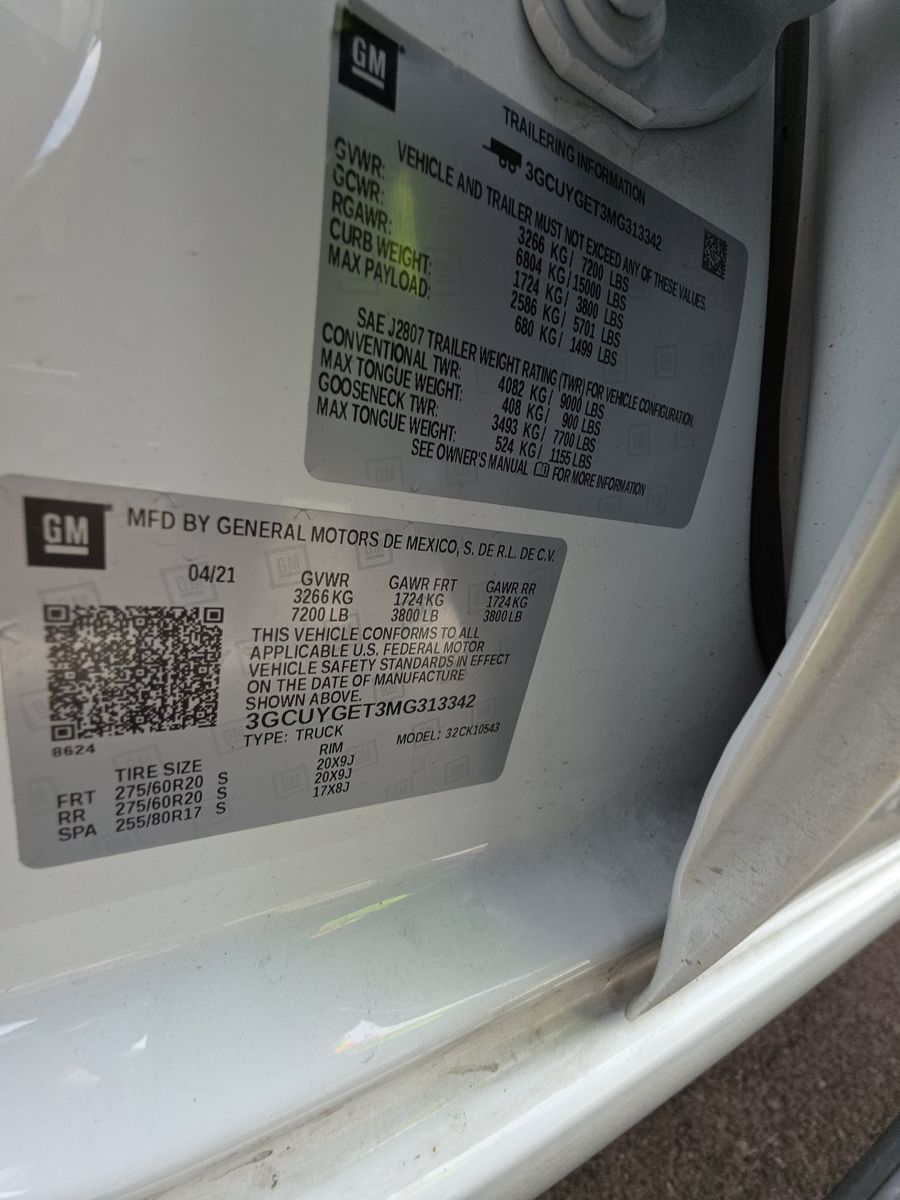 GM
TRAILERING INFORMATION
3GCUYGET3MG313342
VEHICLE AND TRAILER MUST NOT EXCEED ANY OF THESE VALUES.
GVWR: 3266 KG/ 7200 LBS
GCWR: 6804 KG/15000 LBS
RGAWR: 1724 KG/ 3800 LBS
CURB WEIGHT: 2586 KG/ 5701 LBS
MAX PAYLOAD: 680 KG/ 1499 LBS
SAE J2807 TRAILER WEIGHT RATING (TWR) FOR VEHICLE CONFIGURATION.
CONVENTIONAL TWR: 4082 KG/ 9000 LBS
MAX TONGUE WEIGHT: 408 KG/ 900 LBS
GOOSENECK TWR: 3493 KG/ 7700 LBS
MAX TONGUE WEIGHT: 524 KG/ 1155 LBS
SEE OWNER'S MANUAL FOR MORE INFORMATION
GM
MFD BY GENERAL MOTORS DE MEXICO, S. DE R.L. DE C.V.
04/21 GVWR GAWR FRT GAWR RR
3266 KG 1724 KG 1724 KG
7200 LB 3800 LB 3800 LB
THIS VEHICLE CONFORMS TO ALL
APPLICABLE U.S. FEDERAL MOTOR
VEHICLE SAFETY STANDARDS IN EFFECT
ON THE DATE OF MANUFACTURE
SHOWN ABOVE.
3GCUYGET3MG313342
8624
TYPE: TRUCK MODEL: 32CK10543
TIRE SIZE RIM
FRT 275/60R20 S 20X9J
RR 275/60R20 S 20X9J
SPA 255/80R17 S 17X8J